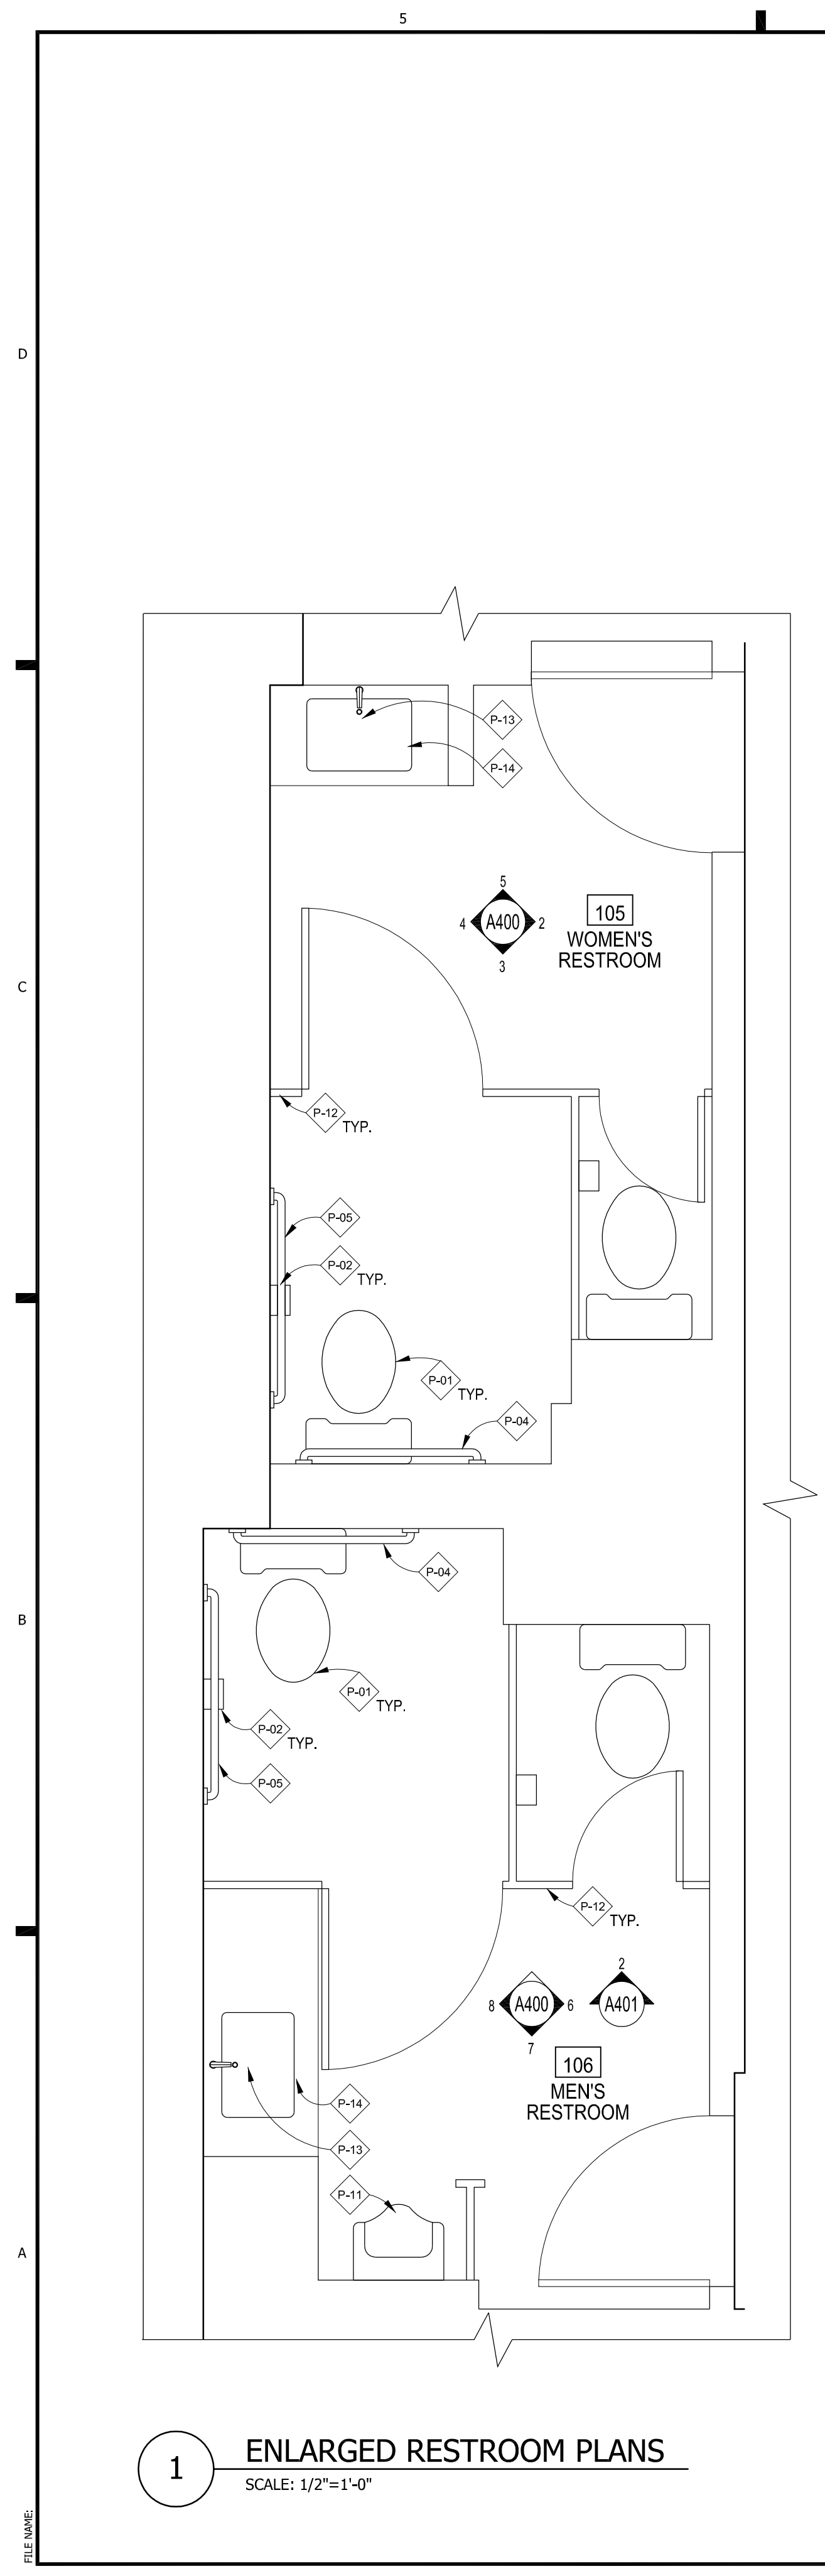 5
D
P-13
P-14
5
4 A400 2
3
105
WOMEN'S
RESTROOM
C
P-12
TYP.
P-05
P-02
TYP.
P-01
TYP.
P-04
P-04
B
P-01
TYP.
P-02
TYP.
P-05
P-12
TYP.
2
8 A400 6
A401
7
106
MEN'S
RESTROOM
P-14
P-13
P-11
A
1
ENLARGED RESTROOM PLANS
SCALE: 1/2"=1'-0"
FILE NAME: